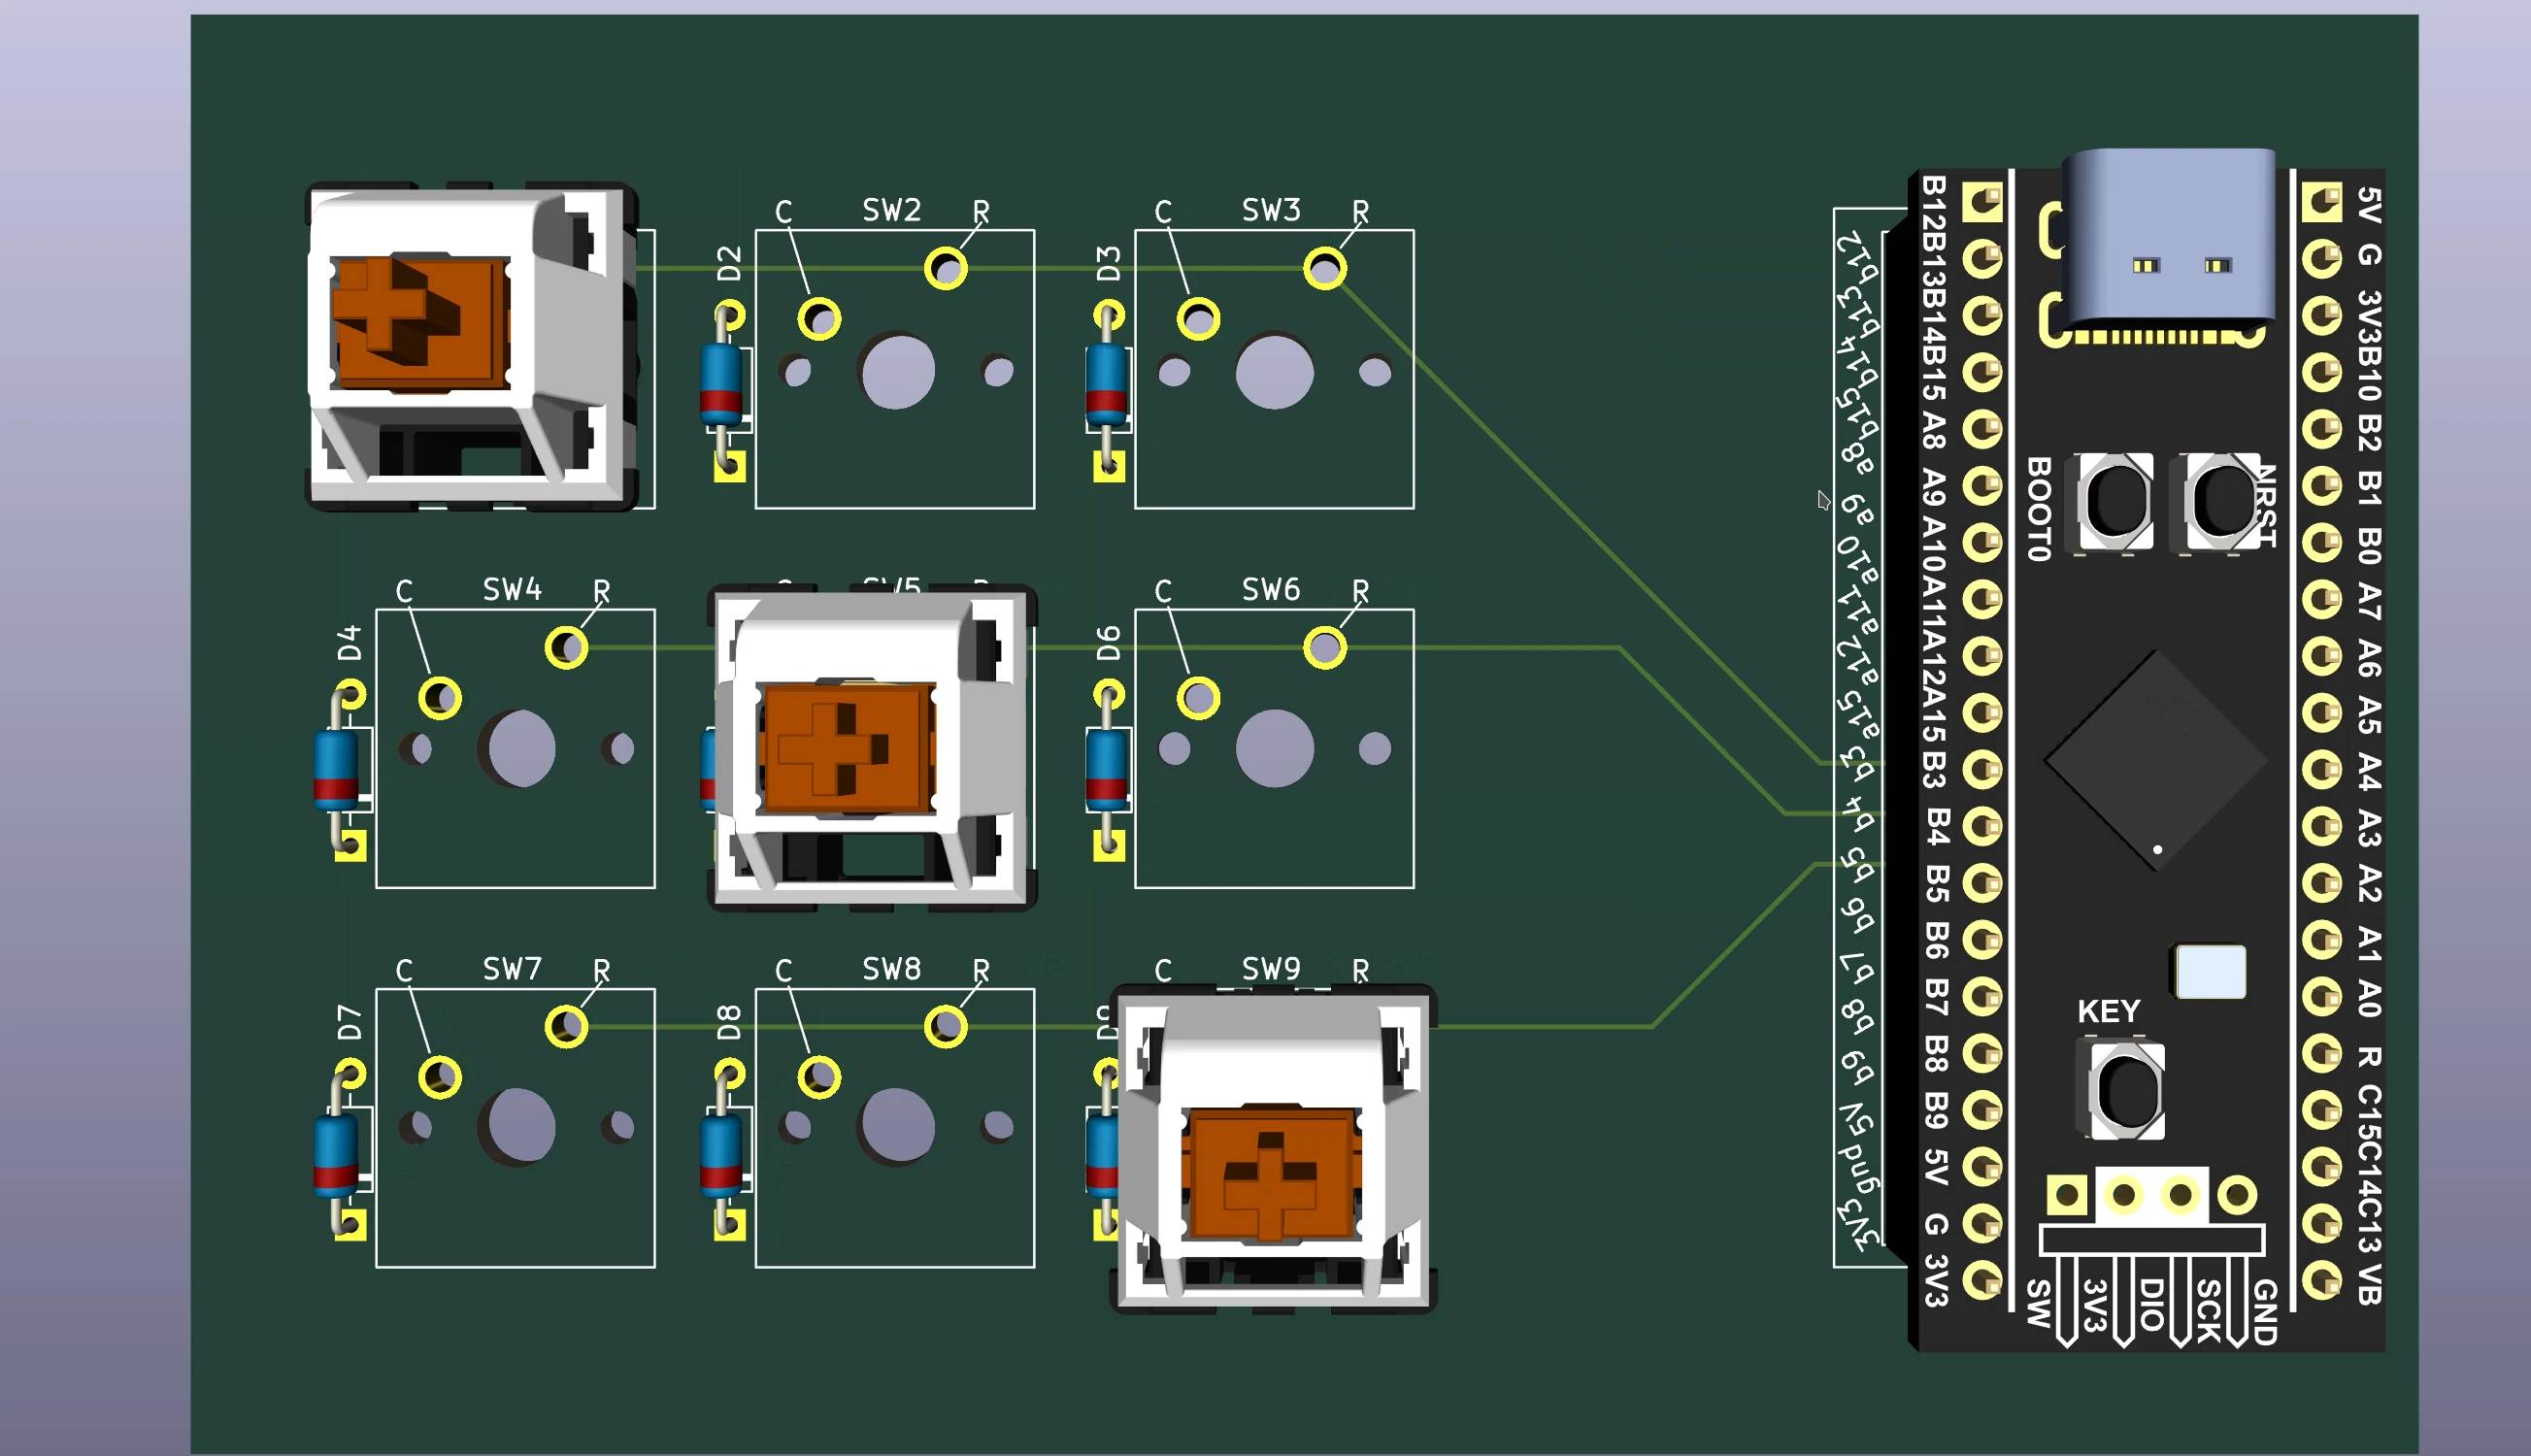 C SW2 R
D2
C SW3 R
D3
C SW4 R
D4
C R
C SW6 R
D6
C SW7 R
D7
C SW8 R
D8
C SW9 R
b12
b13
b14
b15
a8
a9
a10
a11
a12
a15
b3
b4
b5
b6
b7
b8
b9
5V
gnd
3V3
B12
B13
B14
B15
A8
A9
A10
A11
A12
A15
B3
B4
B5
B6
B7
B8
B9
5V
G
3V3
BOOT0
NRST
KEY
SW
3V3
DIO
SCK
GND
5V
G
3V3
B10
B2
B1
B0
A7
A6
A5
A4
A3
A2
A1
A0
R
C15
C14
C13
VB